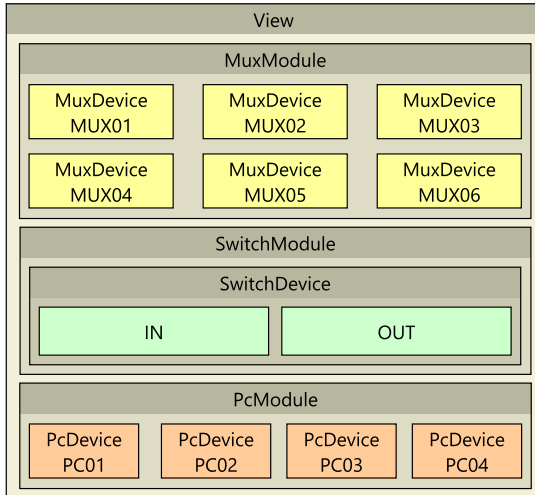 View
MuxModule
MuxDevice
MUX01
MuxDevice
MUX02
MuxDevice
MUX03
MuxDevice
MUX04
MuxDevice
MUX05
MuxDevice
MUX06
SwitchModule
SwitchDevice
IN
OUT
PcModule
PcDevice
PC01
PcDevice
PC02
PcDevice
PC03
PcDevice
PC04